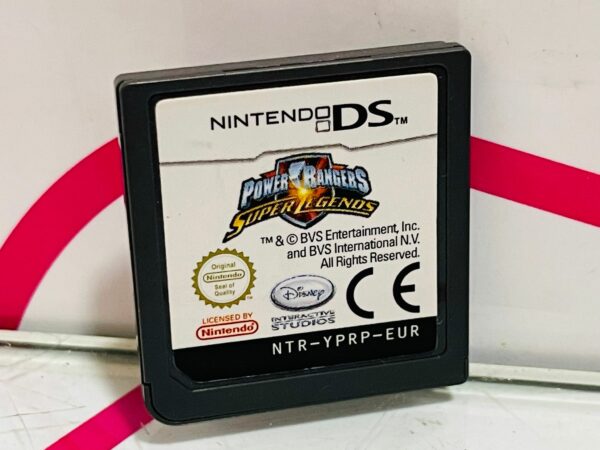 NINTENDO DS™
POWER RANGERS
SUPER LEGENDS
™ & © BVS Entertainment, Inc.
and BVS International N.V.
All Rights Reserved.
Original
Nintendo
Seal of
Quality
™
LICENSED BY
Nintendo
Disney
INTERACTIVE
STUDIOS
CE
NTR-YPRP-EUR